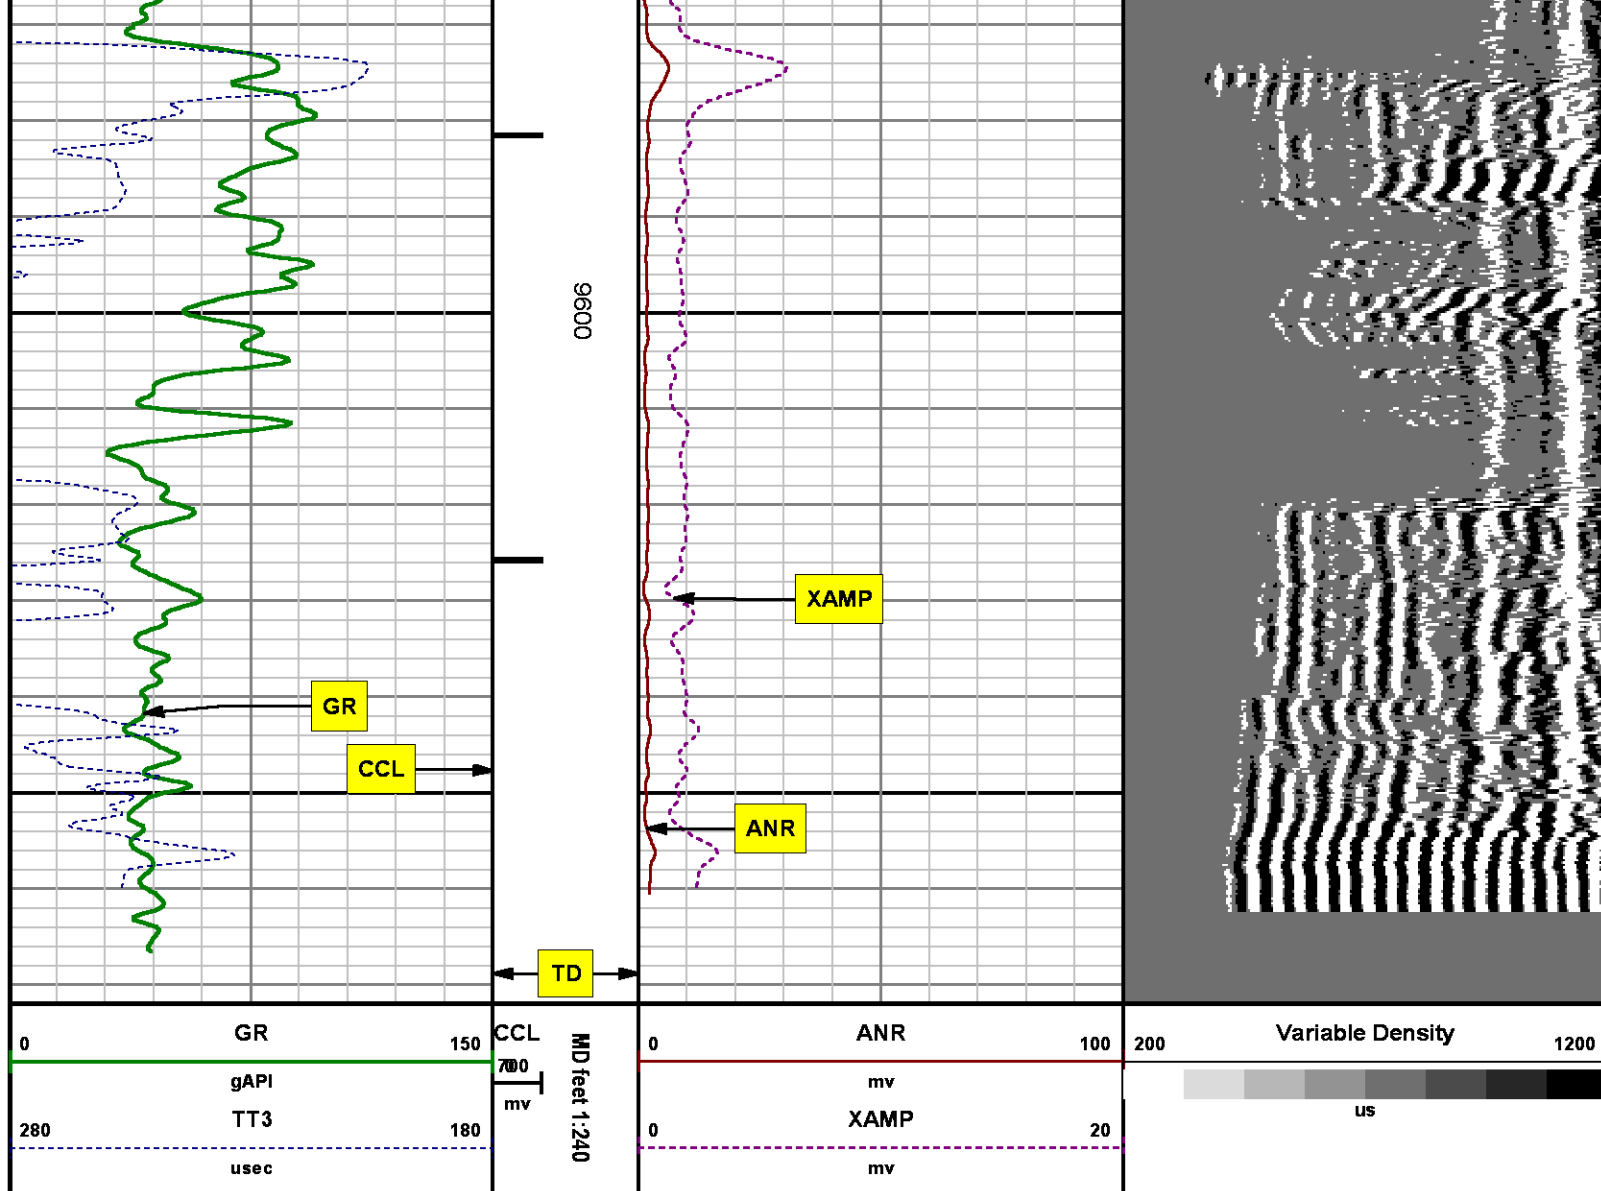 9600
XAMP
GR
CCL
ANR
TD
GR
0 150
gAPI
TT3
280 180
usec
CCL
mv
MD feet 1:240
ANR
0 100
mv
XAMP
0 20
mv
Variable Density
200 1200
us